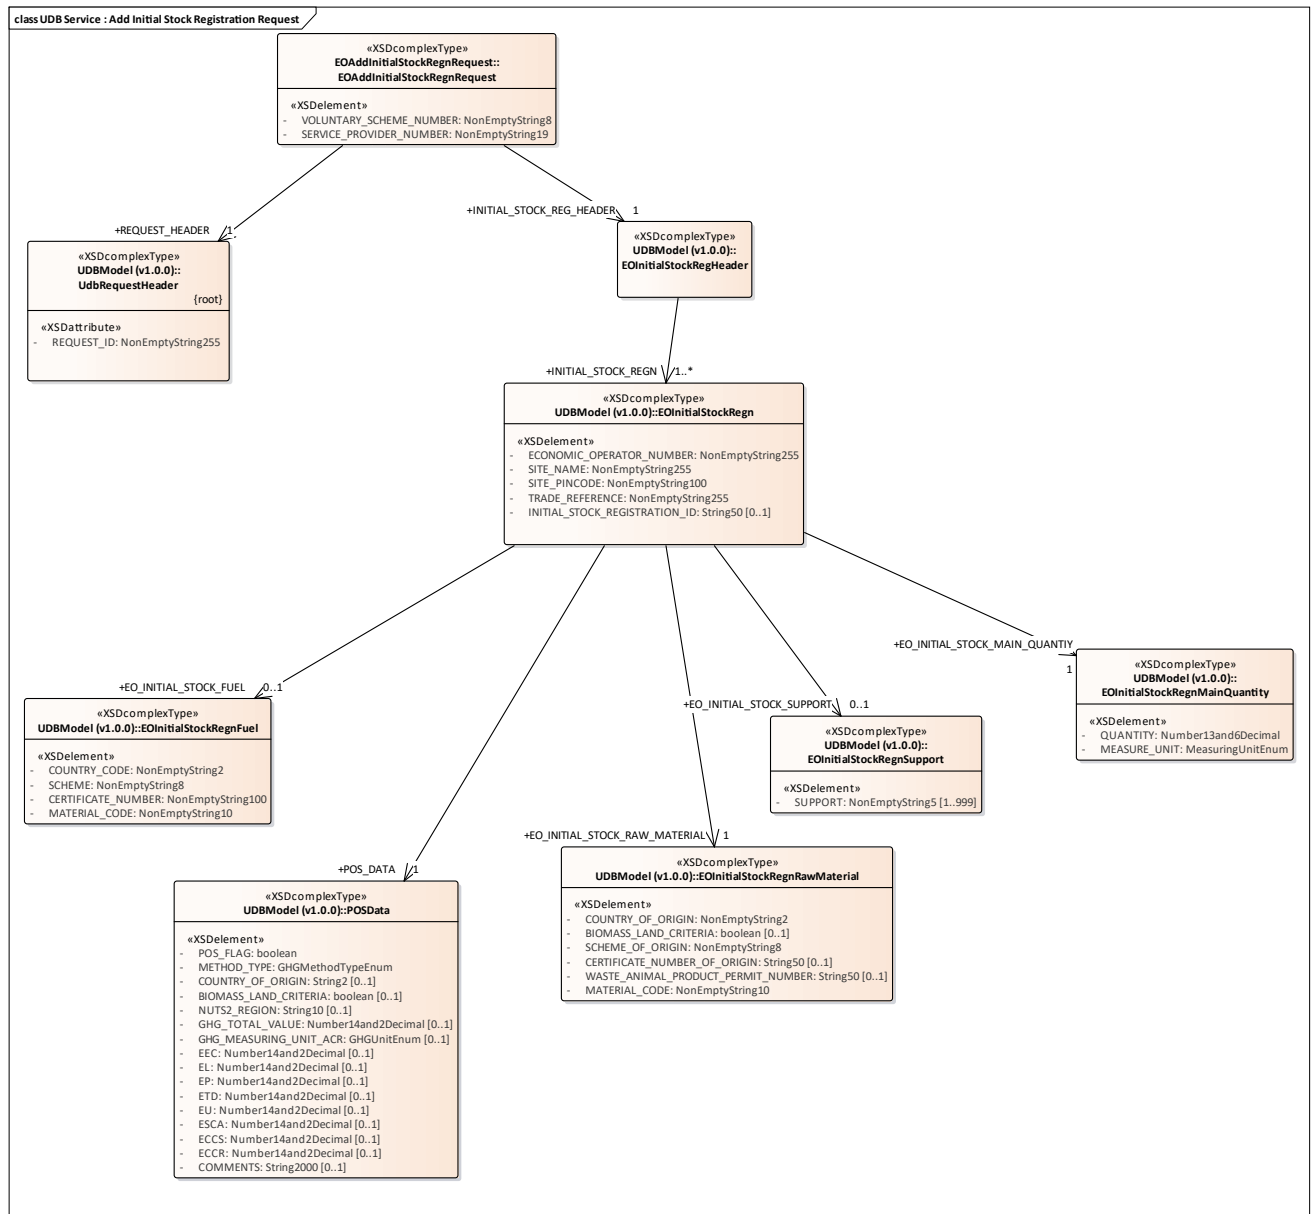 class UDB Service : Add Initial Stock Registration Request
«XSDcomplexType»
EOAddInitialStockRegnRequest::
EOAddInitialStockRegnRequest
«XSDelement»
- VOLUNTARY_SCHEME_NUMBER: NonEmptyString8
- SERVICE_PROVIDER_NUMBER: NonEmptyString19
+REQUEST_HEADER 1
+INITIAL_STOCK_REG_HEADER 1
«XSDcomplexType»
UDBModel (v1.0.0)::
UdbRequestHeader
{root}
«XSDattribute»
- REQUEST_ID: NonEmptyString255
«XSDcomplexType»
UDBModel (v1.0.0)::
EOInitialStockRegHeader
+INITIAL_STOCK_REGN 1..*
«XSDcomplexType»
UDBModel (v1.0.0)::EOInitialStockRegn
«XSDelement»
- ECONOMIC_OPERATOR_NUMBER: NonEmptyString255
- SITE_NAME: NonEmptyString255
- SITE_PINCODE: NonEmptyString100
- TRADE_REFERENCE: NonEmptyString255
- INITIAL_STOCK_REGISTRATION_ID: String50 [0..1]
+EO_INITIAL_STOCK_FUEL 0..1
«XSDcomplexType»
UDBModel (v1.0.0)::EOInitialStockRegnFuel
«XSDelement»
- COUNTRY_CODE: NonEmptyString2
- SCHEME: NonEmptyString8
- CERTIFICATE_NUMBER: NonEmptyString100
- MATERIAL_CODE: NonEmptyString10
+EO_INITIAL_STOCK_MAIN_QUANTIY
1
«XSDcomplexType»
UDBModel (v1.0.0)::
EOInitialStockRegnMainQuantity
«XSDelement»
- QUANTITY: Number13and6Decimal
- MEASURE_UNIT: MeasuringUnitEnum
+EO_INITIAL_STOCK_SUPPORT 0..1
«XSDcomplexType»
UDBModel (v1.0.0)::
EOInitialStockRegnSupport
«XSDelement»
- SUPPORT: NonEmptyString5 [1..999]
+EO_INITIAL_STOCK_RAW_MATERIAL 1
«XSDcomplexType»
UDBModel (v1.0.0)::EOInitialStockRegnRawMaterial
«XSDelement»
- COUNTRY_OF_ORIGIN: NonEmptyString2
- BIOMASS_LAND_CRITERIA: boolean [0..1]
- SCHEME_OF_ORIGIN: NonEmptyString8
- CERTIFICATE_NUMBER_OF_ORIGIN: String50 [0..1]
- WASTE_ANIMAL_PRODUCT_PERMIT_NUMBER: String50 [0..1]
- MATERIAL_CODE: NonEmptyString10
+POS_DATA 1
«XSDcomplexType»
UDBModel (v1.0.0)::POSData
«XSDelement»
- POS_FLAG: boolean
- METHOD_TYPE: GHGMethodTypeEnum
- COUNTRY_OF_ORIGIN: String2 [0..1]
- BIOMASS_LAND_CRITERIA: boolean [0..1]
- NUTS2_REGION: String10 [0..1]
- GHG_TOTAL_VALUE: Number14and2Decimal [0..1]
- GHG_MEASURING_UNIT_ACR: GHGUnitEnum [0..1]
- EEC: Number14and2Decimal [0..1]
- EL: Number14and2Decimal [0..1]
- EP: Number14and2Decimal [0..1]
- ETD: Number14and2Decimal [0..1]
- EU: Number14and2Decimal [0..1]
- ESCA: Number14and2Decimal [0..1]
- ECCS: Number14and2Decimal [0..1]
- ECCR: Number14and2Decimal [0..1]
- COMMENTS: String2000 [0..1]